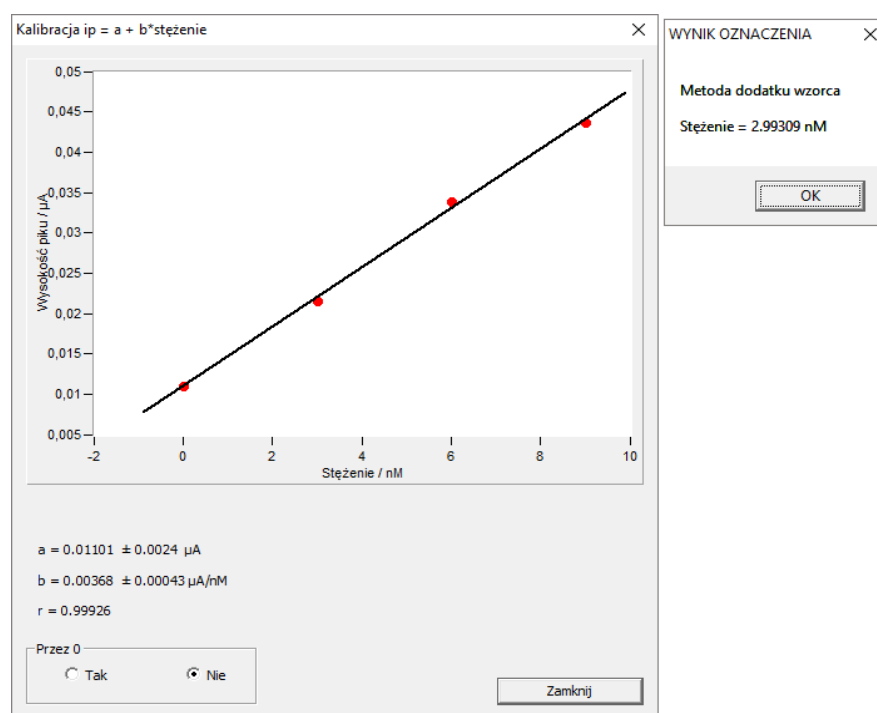 Kalibracja ip = a + b*stężenie
0,05
0,045
0,04
0,035
0,03
0,025
0,02
0,015
0,01
0,005
Wysokość piku / µA
-2 0 2 4 6 8 10
Stężenie / nM
a = 0.01101 ± 0.0024 µA
b = 0.00368 ± 0.00043 µA/nM
r = 0.99926
Przez 0
Tak Nie
Zamknij
WYNIK OZNACZENIA
Metoda dodatku wzorca
Stężenie = 2.99309 nM
OK